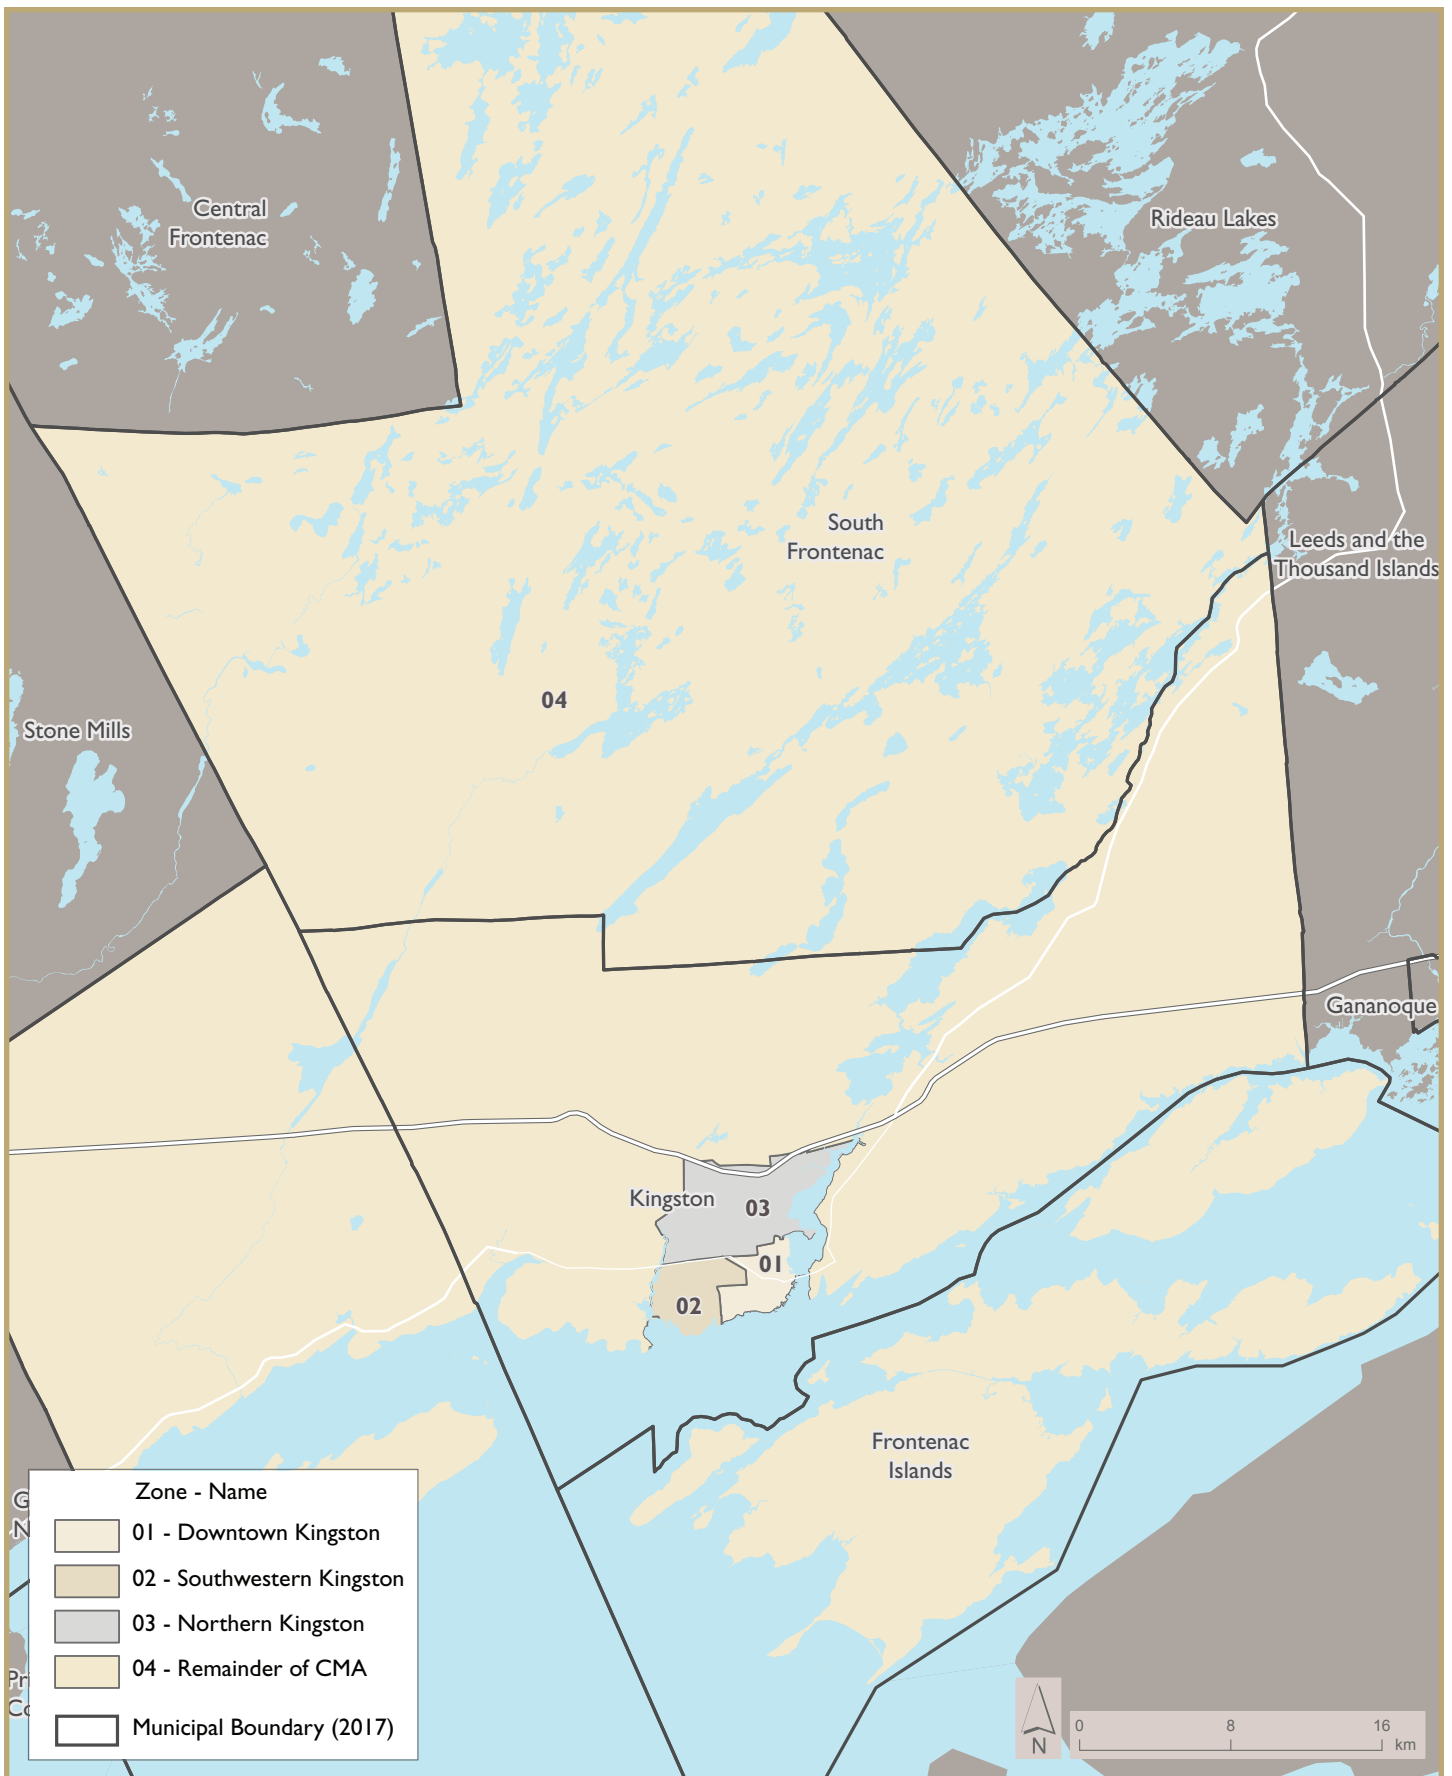 Central
Frontenac
Rideau Lakes
South
Frontenac
Leeds and the
Thousand Islands
04
Stone Mills
Gananoque
Kingston
03
01
02
Frontenac
Islands
G
N
Pri
Co
Zone - Name
01 - Downtown Kingston
02 - Southwestern Kingston
03 - Northern Kingston
04 - Remainder of CMA
Municipal Boundary (2017)
N
0 8 16
km